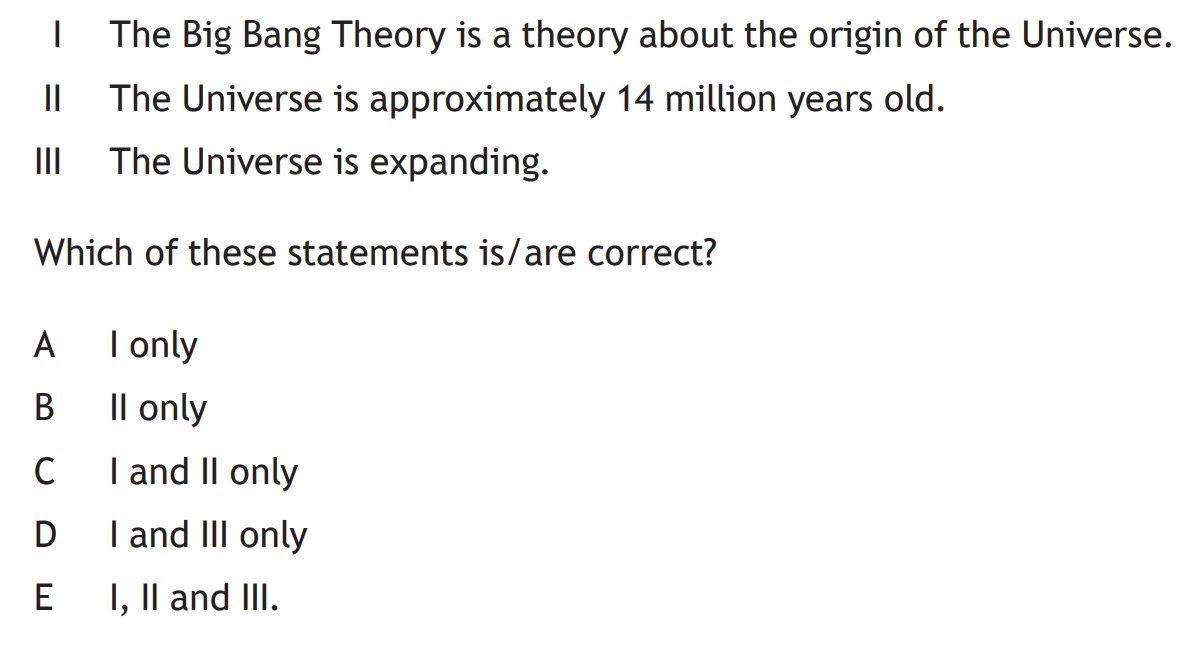 I The Big Bang Theory is a theory about the origin of the Universe.
II The Universe is approximately 14 million years old.
III The Universe is expanding.
Which of these statements is/are correct?
A I only
B II only
C I and II only
D I and III only
E I, II and III.